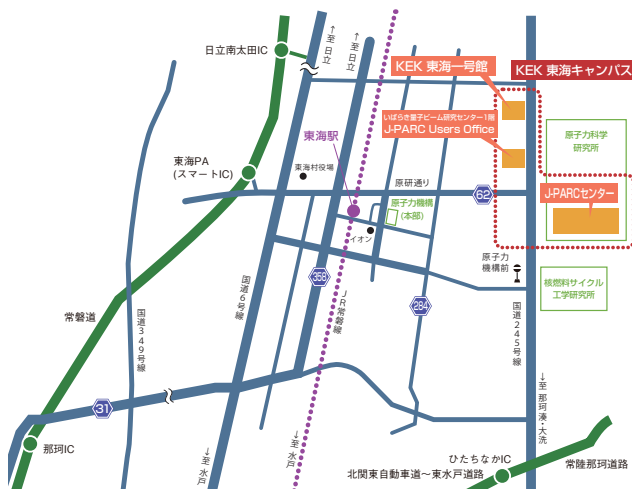 日立南太田IC
↑至 日立
↑至 日立
KEK 東海一号館
KEK 東海キャンパス
いばらき量子ビーム研究センター1階
J-PARC Users Office
原子力科学
研究所
東海駅
東海PA
(スマートIC)
東海村役場
原研通り
62
J-PARCセンター
原子力機構
(本部)
イオン
原子力
機構前
358
284
核燃料サイクル
工学研究所
国道6号線
JR常磐線
国道245号線
国道349号線
常磐道
31
↓至 那珂湊・大洗
↓至 水戸
↓至 東水戸
那珂IC
ひたちなかIC
北関東自動車道〜東水戸道路
常陸那珂道路